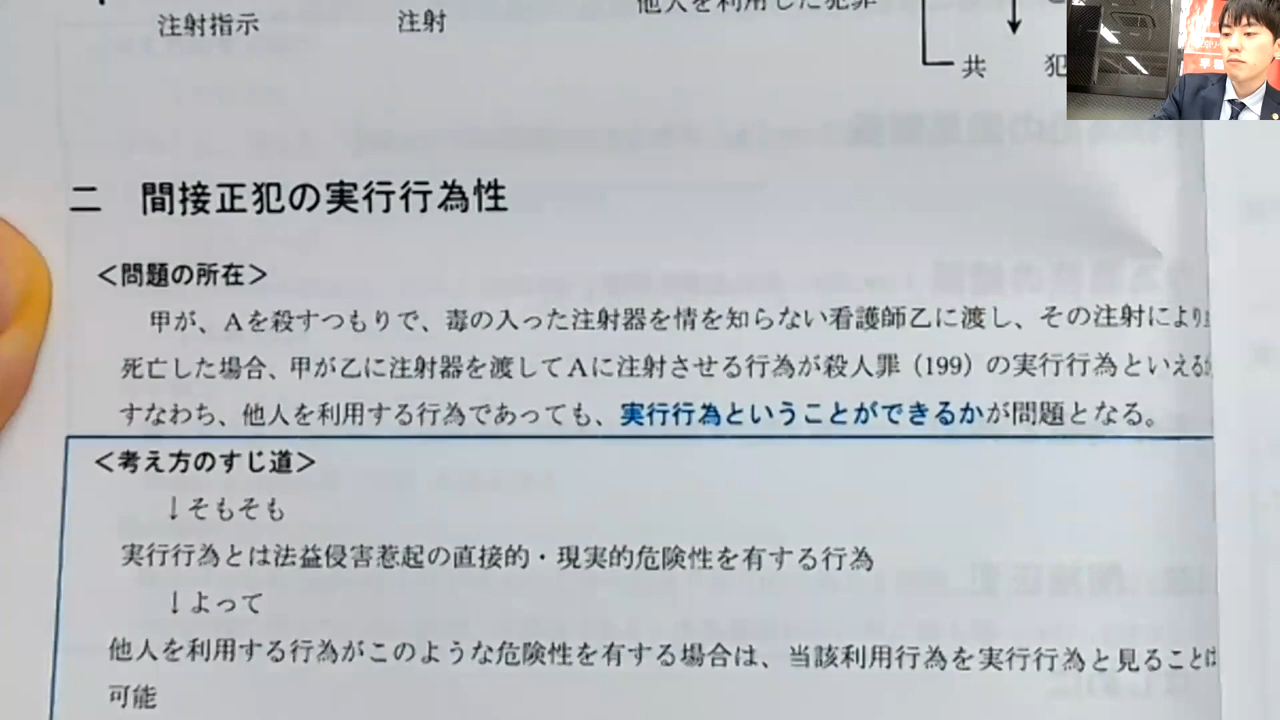 注射指示 注射 他人を利用した犯罪
共 犯
二 間接正犯の実行行為性
<問題の所在>
甲が、Aを殺すつもりで、毒の入った注射器を情を知らない看護師乙に渡し、その注射により
死亡した場合、甲が乙に注射器を渡してAに注射させる行為が殺人罪（199）の実行行為といえる
すなわち、他人を利用する行為であっても、実行行為ということができるかが問題となる。
<考え方のすじ道>
↓そもそも
実行行為とは法益侵害惹起の直接的・現実的危険性を有する行為
↓よって
他人を利用する行為がこのような危険性を有する場合は、当該利用行為を実行行為と見ることは
可能